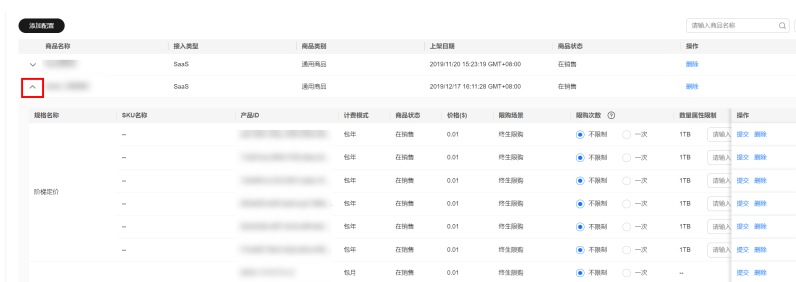 添加配置 请输入商品名称
商品名称 接入类型 商品类别 上架日期 商品状态 操作
SaaS 通用商品 2019/11/20 15:23:19 GMT+08:00 在销售 删除
SaaS 通用商品 2019/12/17 16:11:28 GMT+08:00 在销售 删除
规格名称 SKU名称 产品ID 计费模式 商品状态 价格($) 限购场景 限购次数 ? 数量属性限制 操作
-- 包年 在销售 0.01 终生限购 不限制 一次 1TB 请输入 提交 删除
-- 包年 在销售 0.01 终生限购 不限制 一次 1TB 请输入 提交 删除
-- 包年 在销售 0.01 终生限购 不限制 一次 1TB 请输入 提交 删除
阶梯定价
-- 包年 在销售 0.01 终生限购 不限制 一次 1TB 请输入 提交 删除
-- 包年 在销售 0.01 终生限购 不限制 一次 1TB 请输入 提交 删除
-- 包年 在销售 0.01 终生限购 不限制 一次 1TB 请输入 提交 删除
包月 在销售 0.01 终生限购 不限制 一次 -- 提交 删除